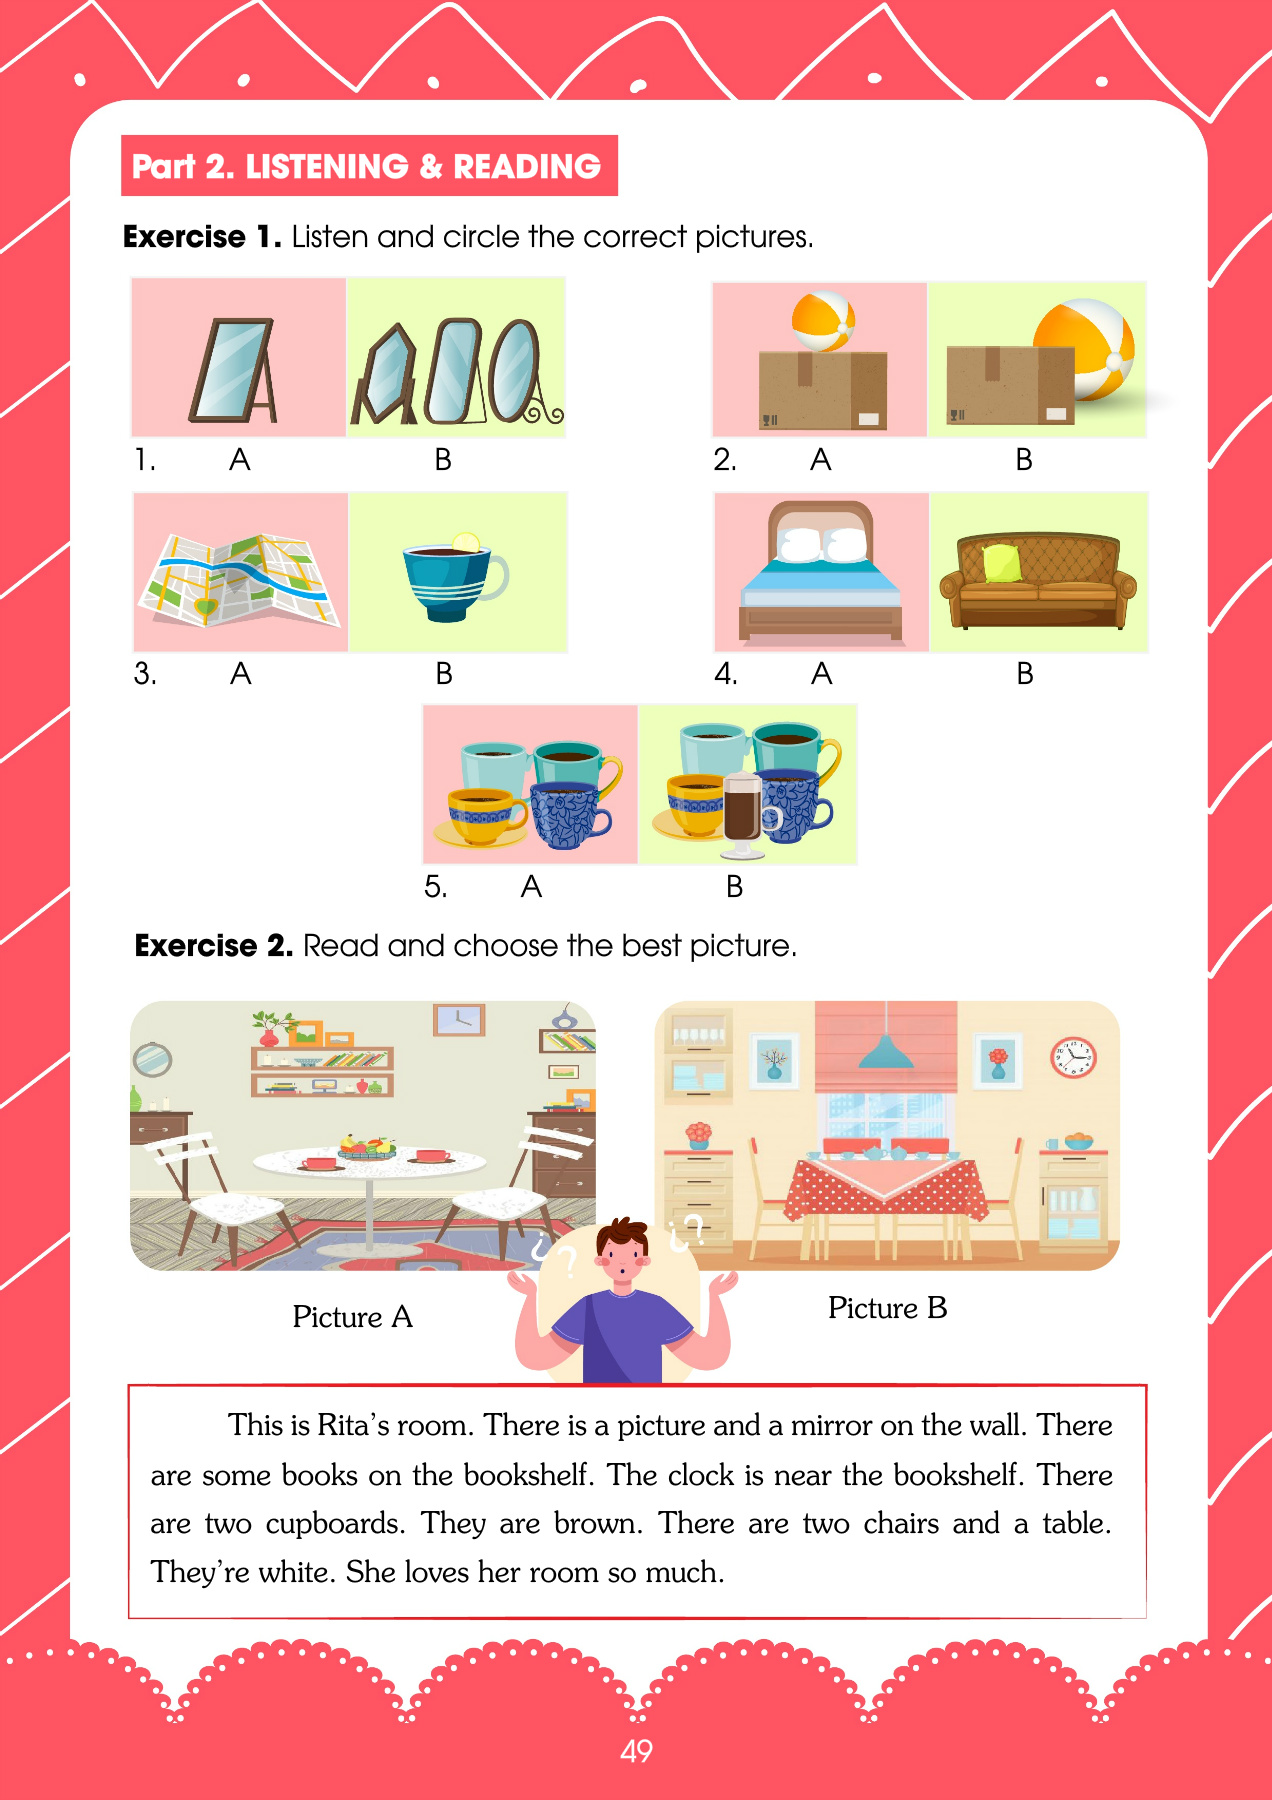 Part 2. LISTENING & READING
Exercise 1. Listen and circle the correct pictures.
1. A B
2. A B
3. A B
4. A B
5. A B
Exercise 2. Read and choose the best picture.
¿? ¿?
Picture A
Picture B
This is Rita’s room. There is a picture and a mirror on the wall. There
are some books on the bookshelf. The clock is near the bookshelf. There
are two cupboards. They are brown. There are two chairs and a table.
They’re white. She loves her room so much.
49